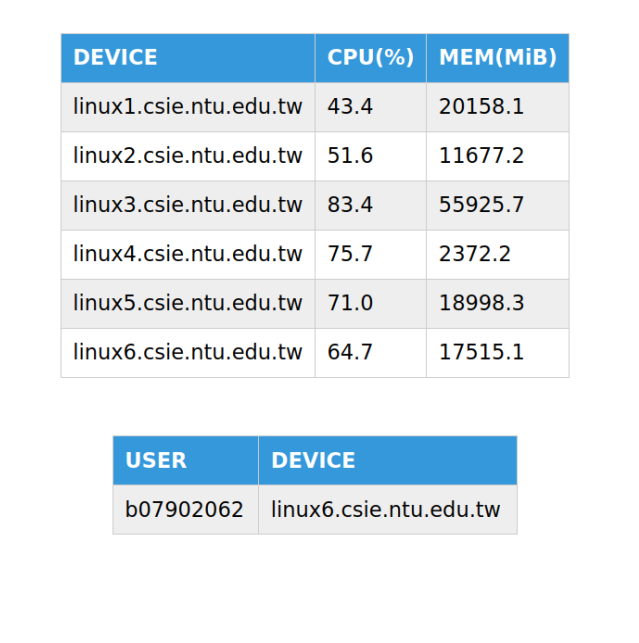 DEVICE CPU(%) MEM(MiB)
linux1.csie.ntu.edu.tw 43.4 20158.1
linux2.csie.ntu.edu.tw 51.6 11677.2
linux3.csie.ntu.edu.tw 83.4 55925.7
linux4.csie.ntu.edu.tw 75.7 2372.2
linux5.csie.ntu.edu.tw 71.0 18998.3
linux6.csie.ntu.edu.tw 64.7 17515.1
USER DEVICE
b07902062 linux6.csie.ntu.edu.tw